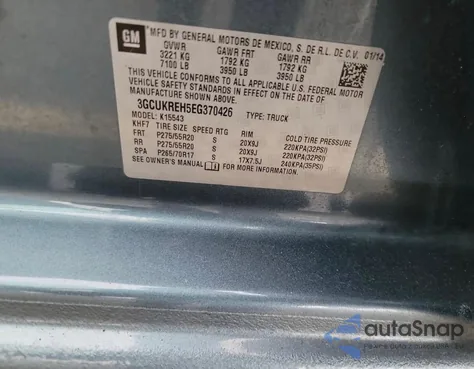 GM
MFD BY GENERAL MOTORS DE MEXICO, S. DE R.L. DE C.V. 01/14
GVWR GAWR FRT GAWR RR
3221 KG 1792 KG 1792 KG
7100 LB 3950 LB 3950 LB
THIS VEHICLE CONFORMS TO ALL APPLICABLE U.S. FEDERAL MOTOR
VEHICLE SAFETY STANDARDS IN EFFECT ON THE DATE OF
MANUFACTURE SHOWN ABOVE.
3GCUKREH5EG370426 TYPE: TRUCK
MODEL: K15543
KHF7 TIRE SIZE SPEED RTG RIM COLD TIRE PRESSURE
FRT P275/55R20 S 20X9J 220KPA(32PSI)
RR P275/55R20 S 20X9J 220KPA(32PSI)
SPA P265/70R17 S 17X7.5J 240KPA(35PSI)
SEE OWNER'S MANUAL FOR ADDITIONAL INFORMATION
autoSnap